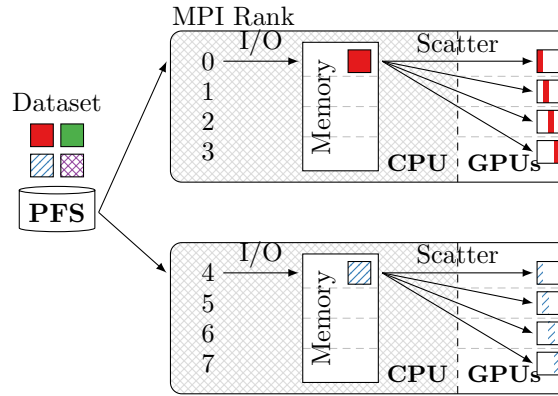 MPI Rank
I/O
Scatter
0
1
2
3
Memory
CPU
GPUs
Dataset
PFS
I/O
Scatter
4
5
6
7
Memory
CPU
GPUs